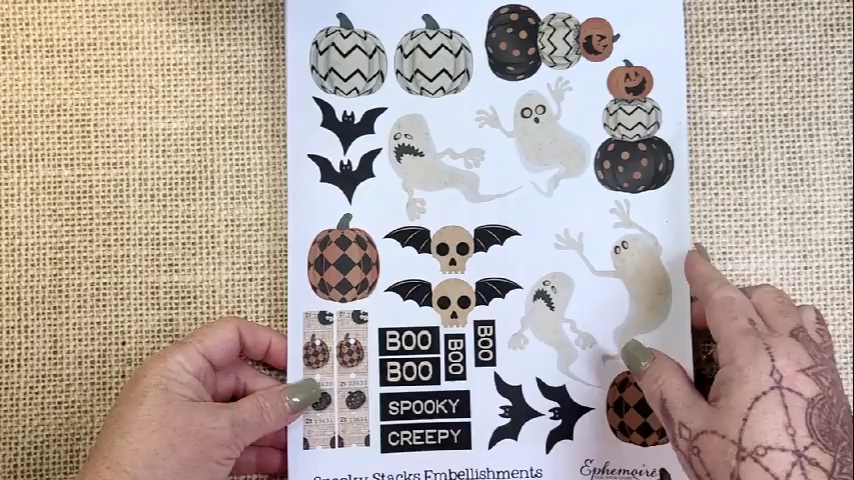 BOO
BOO
BOO
BOO
SPOOKY
CREEPY
Spooky Stacks Embellishments
Ephemoire